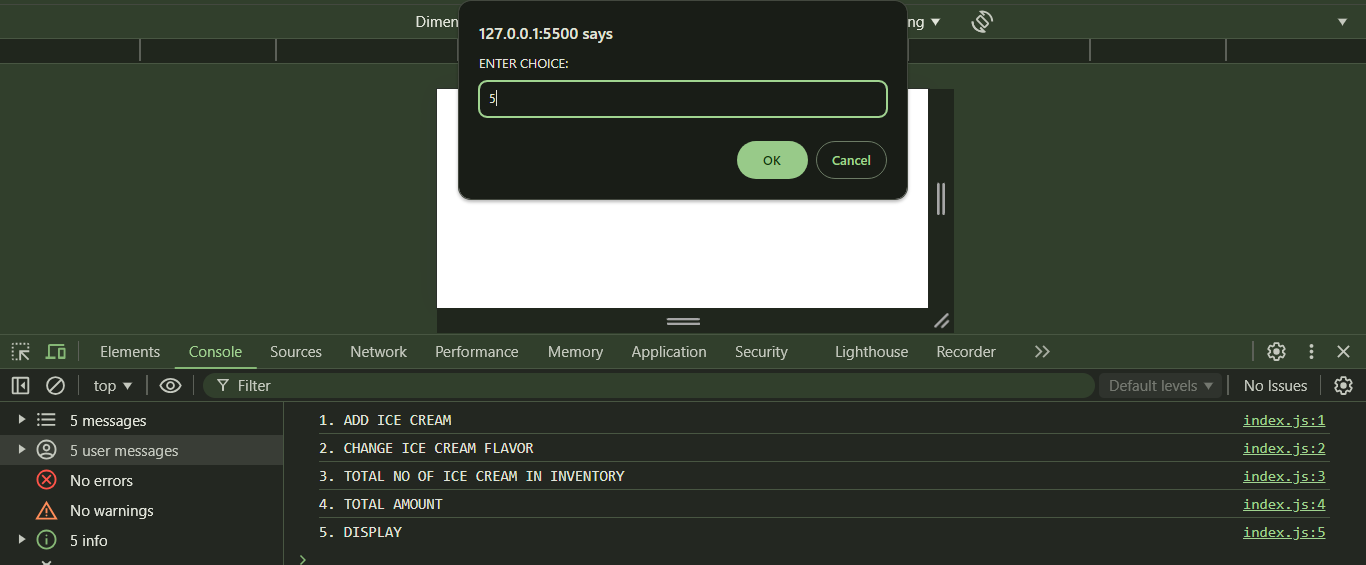 Dimen
ng
127.0.0.1:5500 says
ENTER CHOICE:
5
OK Cancel
Elements Console Sources Network Performance Memory Application Security Lighthouse Recorder
top Filter Default levels No Issues
5 messages
5 user messages
No errors
No warnings
5 info
1. ADD ICE CREAM index.js:1
2. CHANGE ICE CREAM FLAVOR index.js:2
3. TOTAL NO OF ICE CREAM IN INVENTORY index.js:3
4. TOTAL AMOUNT index.js:4
5. DISPLAY index.js:5